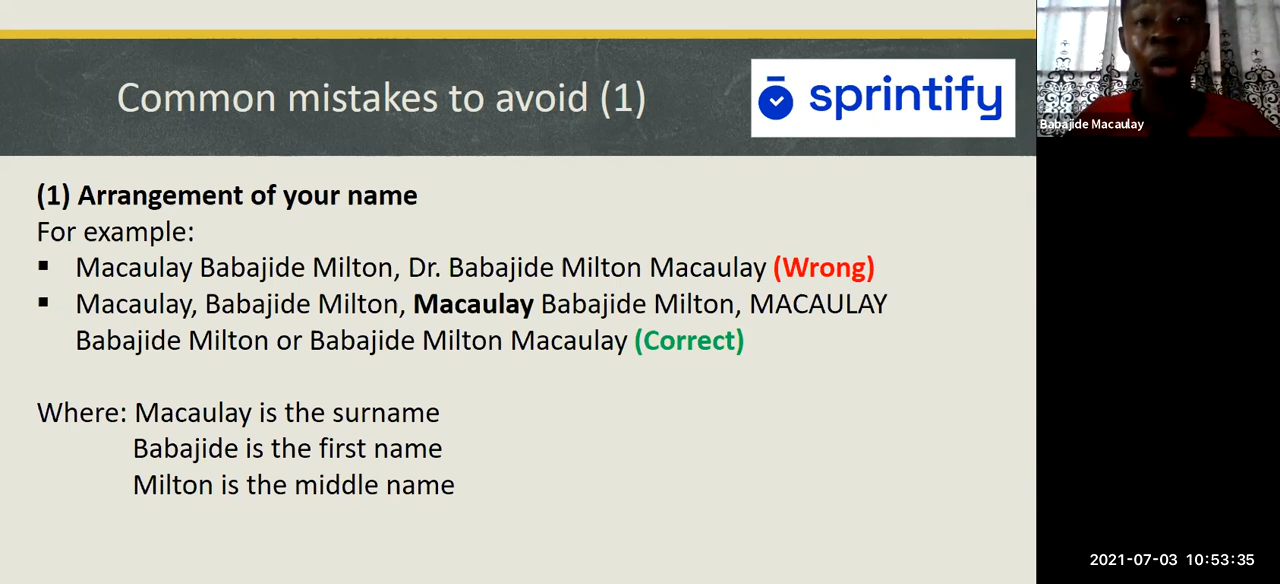 Common mistakes to avoid (1)
sprintify
Babajide Macaulay
(1) Arrangement of your name
For example:
▪ Macaulay Babajide Milton, Dr. Babajide Milton Macaulay (Wrong)
▪ Macaulay, Babajide Milton, Macaulay Babajide Milton, MACAULAY
Babajide Milton or Babajide Milton Macaulay (Correct)
Where: Macaulay is the surname
Babajide is the first name
Milton is the middle name
2021-07-03 10:53:35